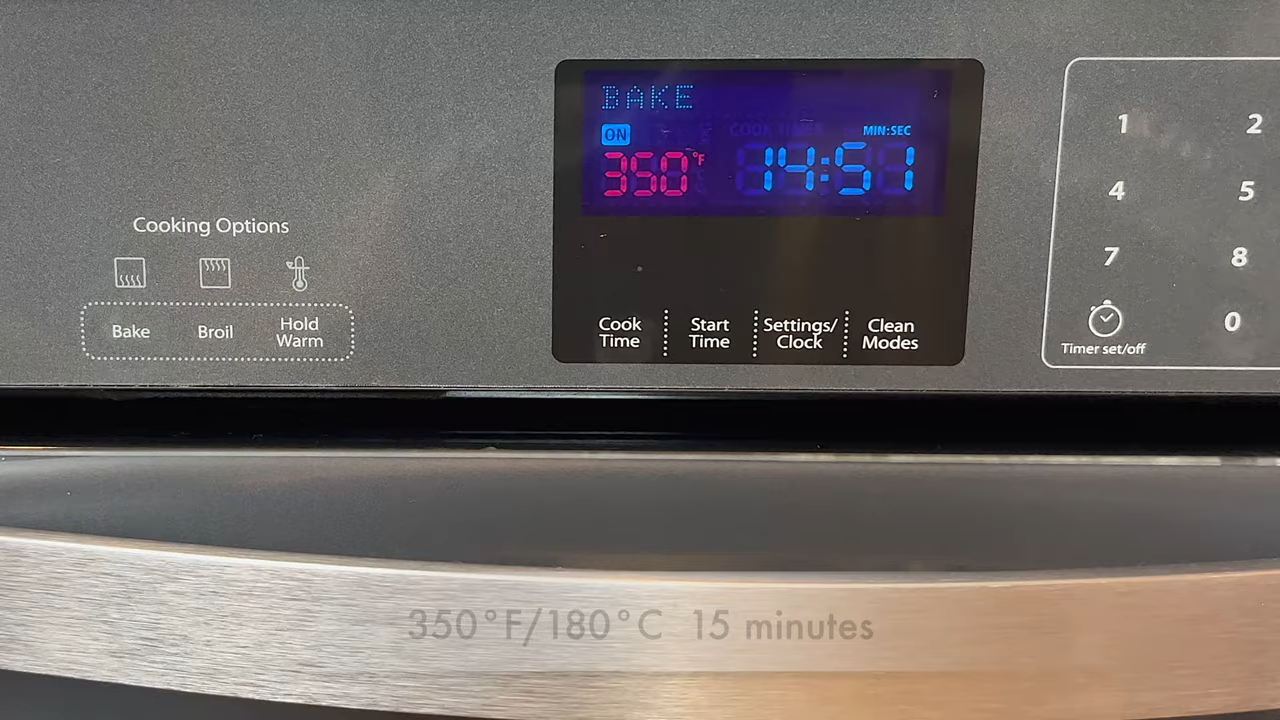 BAKE
ON
COOK TIMER
MIN:SEC
350°F
14:51
Cooking Options
Bake
Broil
Hold
Warm
Cook
Time
Start
Time
Settings/
Clock
Clean
Modes
1
2
4
5
7
8
0
Timer set/off
350°F/180°C 15 minutes